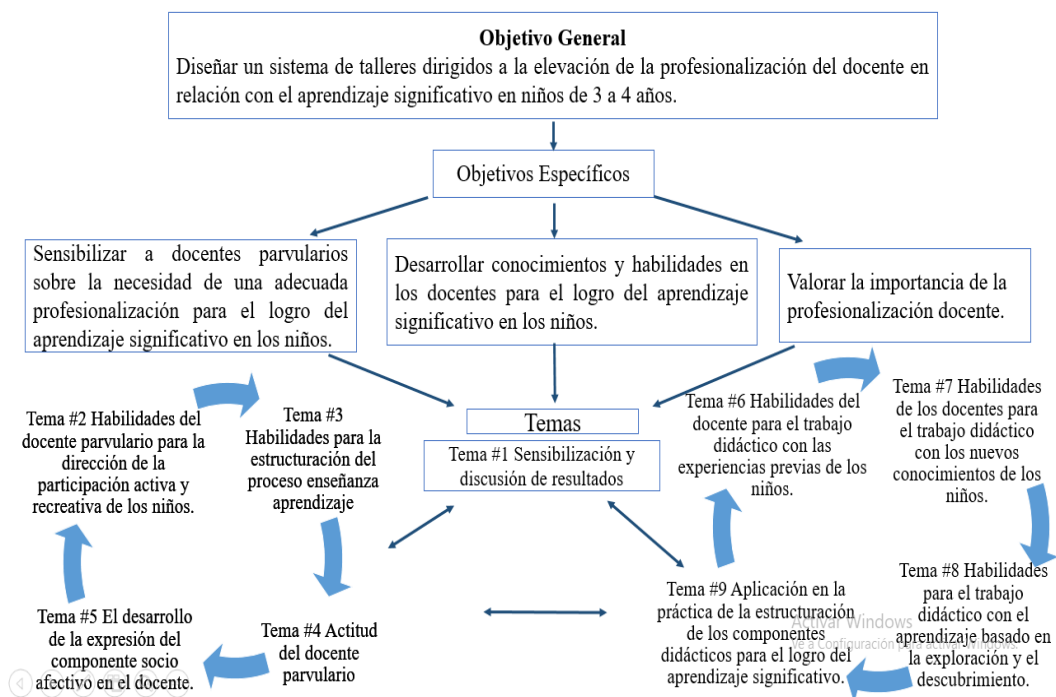 Objetivo General
Diseñar un sistema de talleres dirigidos a la elevación de la profesionalización del docente en
relación con el aprendizaje significativo en niños de 3 a 4 años.
Objetivos Específicos
Sensibilizar a docentes parvularios
sobre la necesidad de una adecuada
profesionalización para el logro del
aprendizaje significativo en los niños.
Desarrollar conocimientos y habilidades en
los docentes para el logro del aprendizaje
significativo en los niños.
Valorar la importancia de la
profesionalización docente.
Temas
Tema #1 Sensibilización y
discusión de resultados
Tema #2 Habilidades del
docente parvulario para la
dirección de la
participación activa y
recreativa de los niños.
Tema #3
Habilidades para la
estructuración del
proceso enseñanza
aprendizaje
Tema #4 Actitud
del docente
parvulario
Tema #5 El desarrollo
de la expresión del
componente socio
afectivo en el docente.
Tema #6 Habilidades del
docente para el trabajo
didáctico con las
experiencias previas de los
niños.
Tema #7 Habilidades
de los docentes para
el trabajo didáctico
con los nuevos
conocimientos de los
niños.
Tema #8 Habilidades
para el trabajo
didáctico con el
aprendizaje basado en
la exploración y el
descubrimiento.
Tema #9 Aplicación en la
práctica de la estructuración
de los componentes
didácticos para el logro del
aprendizaje significativo.
Activar Windows
Ve a Configuración para activar Windows.